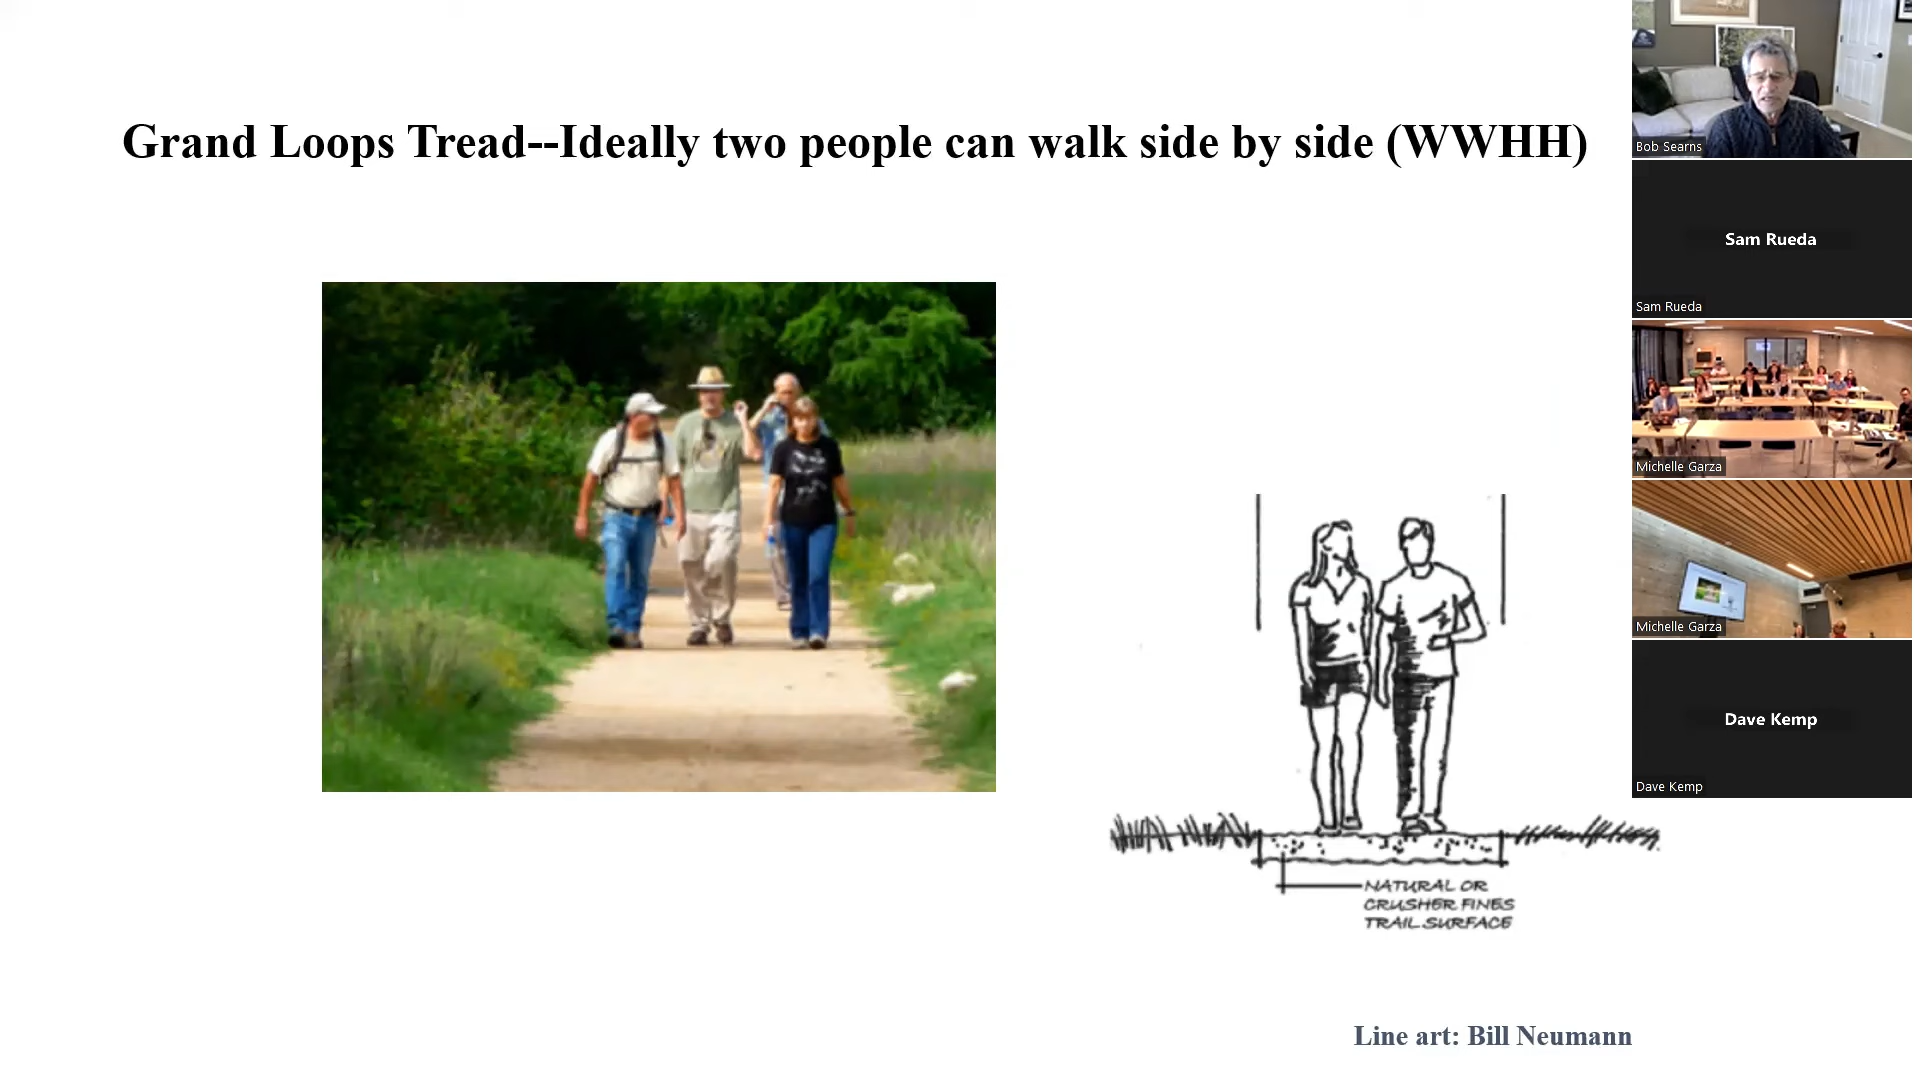 Grand Loops Tread--Ideally two people can walk side by side (WWHH)
NATURAL OR
CRUSHER FINES
TRAIL SURFACE
Line art: Bill Neumann
Bob Searns
Sam Rueda
Sam Rueda
Michelle Garza
Michelle Garza
Dave Kemp
Dave Kemp